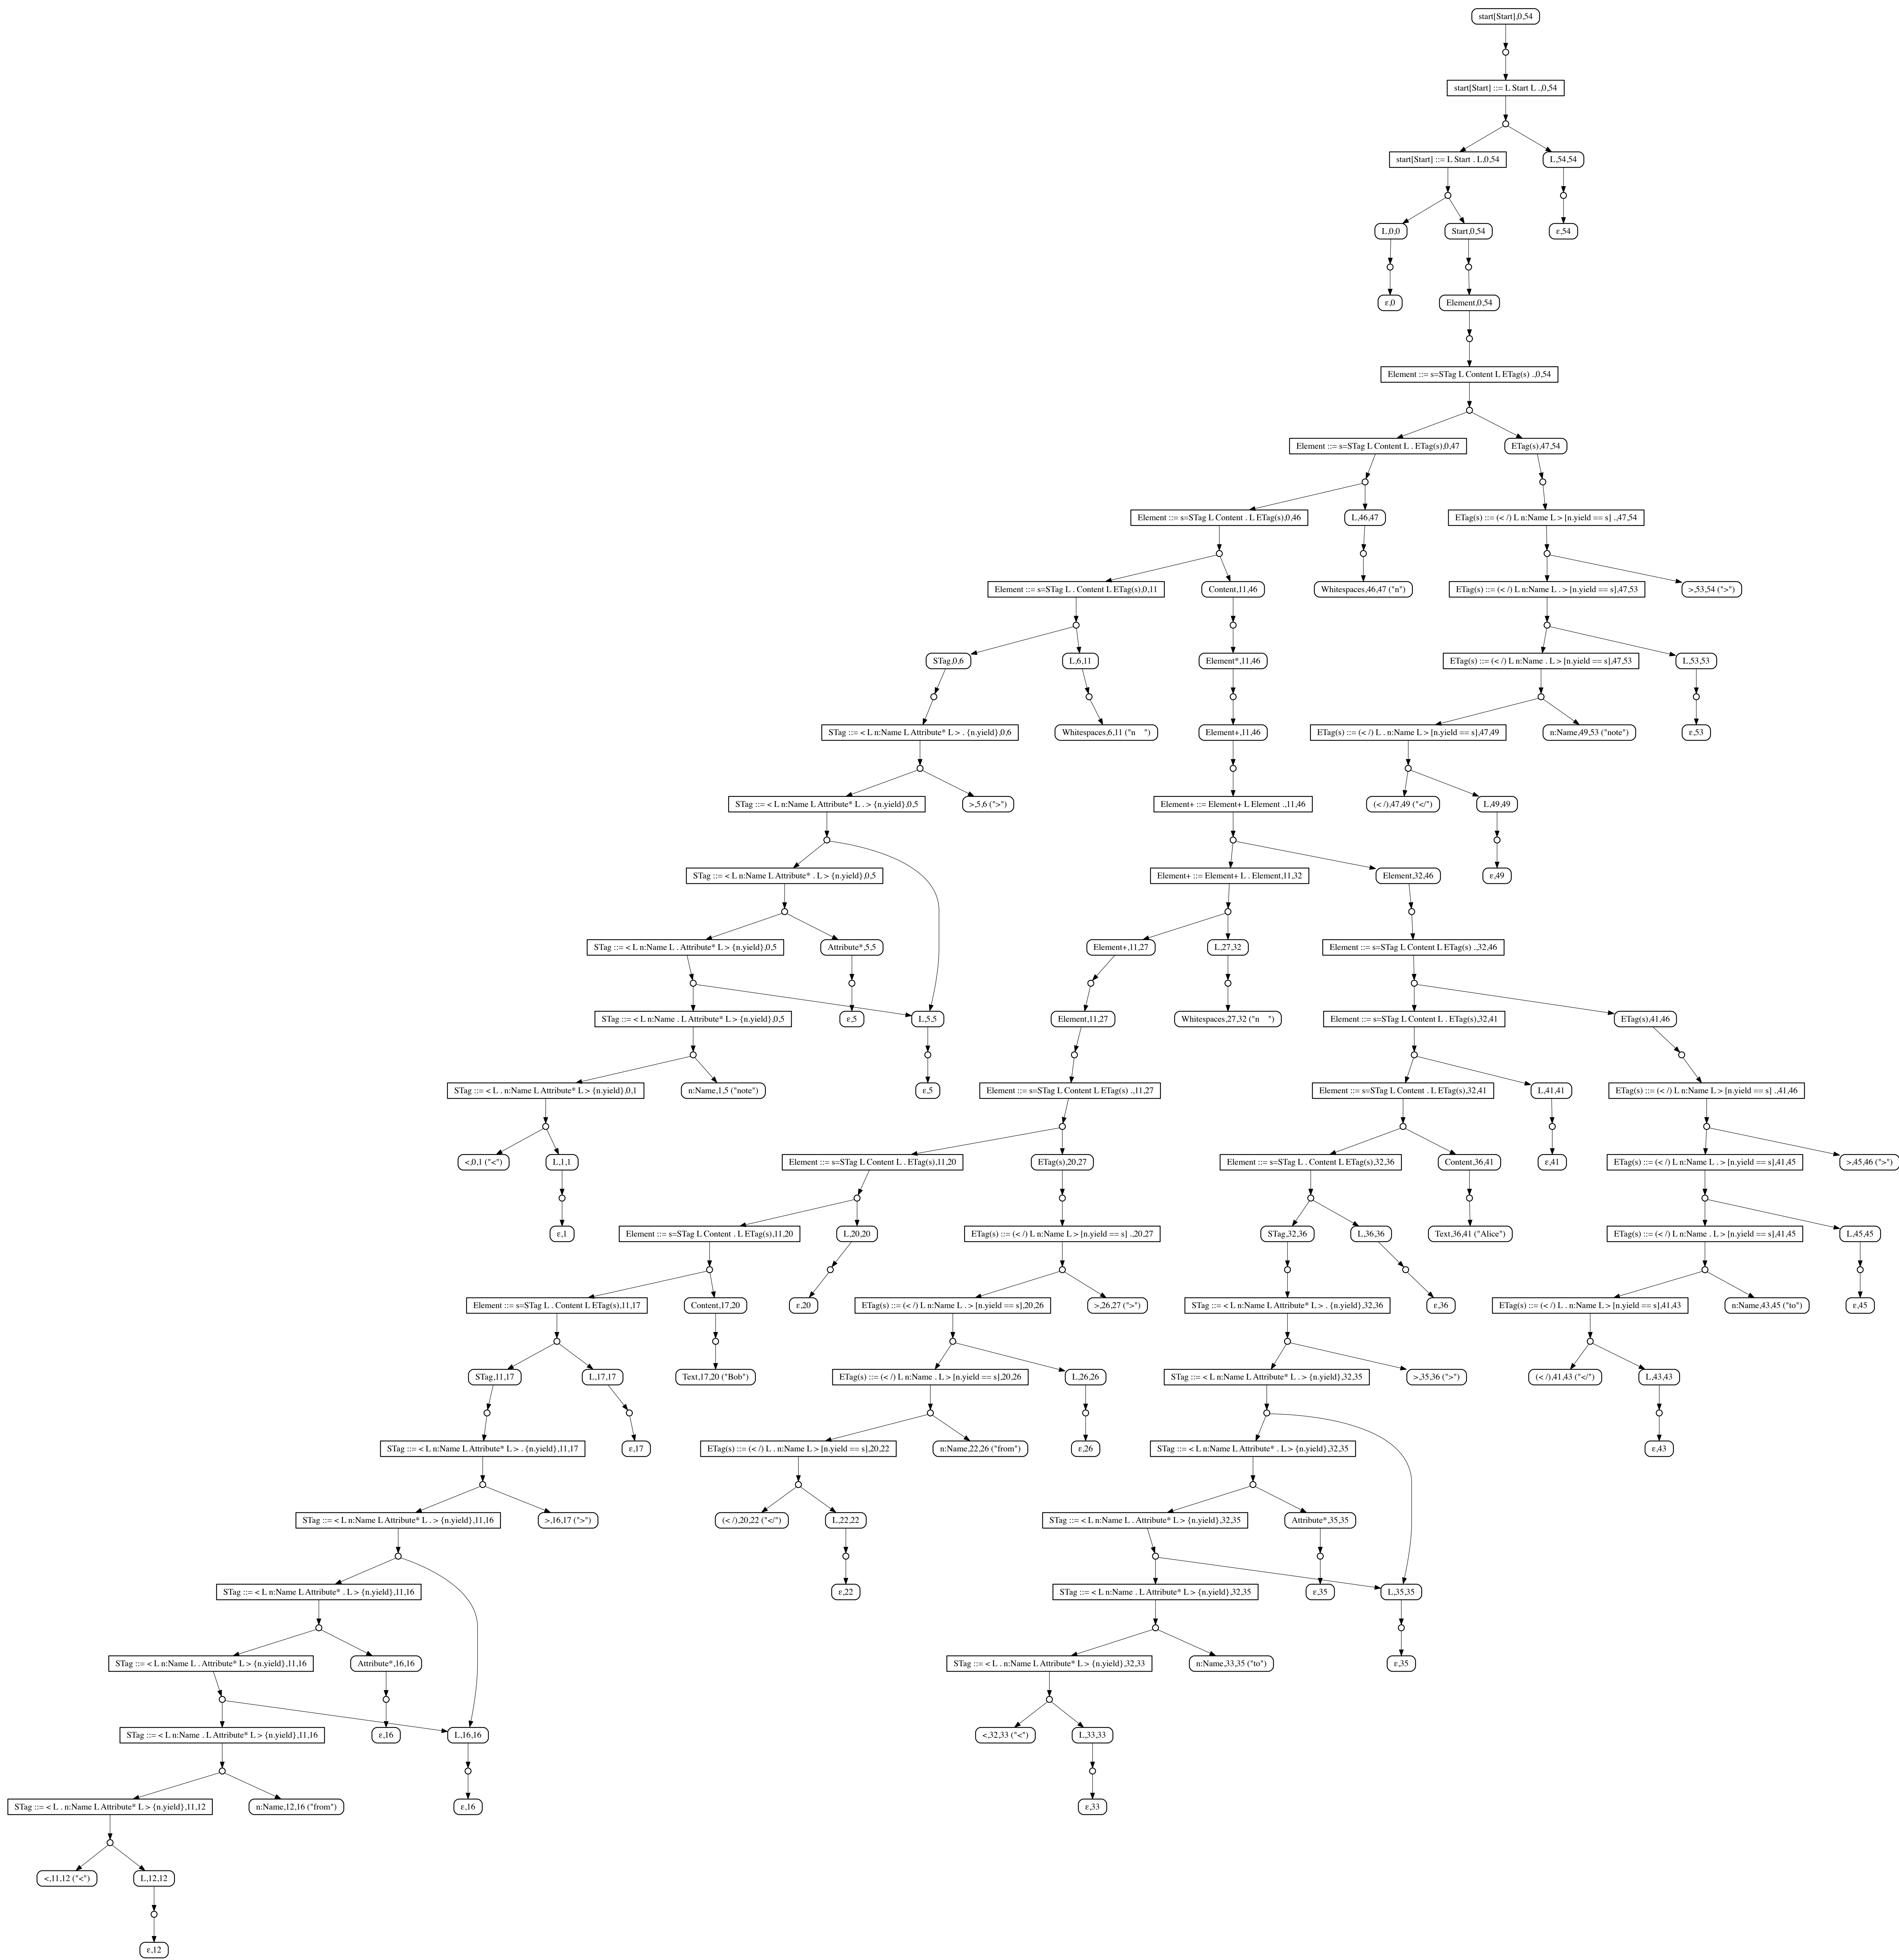 start[Start],0,54
start[Start] ::= L Start L .,0,54
start[Start] ::= L Start . L,0,54
L,54,54
L,0,0
Start,0,54
ε,54
ε,0
Element,0,54
Element ::= s=STag L Content L ETag(s) .,0,54
Element ::= s=STag L Content L . ETag(s),0,47
ETag(s),47,54
Element ::= s=STag L Content . L ETag(s),0,46
L,46,47
ETag(s) ::= (< /) L n:Name L > [n.yield == s] .,47,54
Element ::= s=STag L . Content L ETag(s),0,11
Content,11,46
Whitespaces,46,47 ("n")
ETag(s) ::= (< /) L n:Name L . > [n.yield == s],47,53
>,53,54 (">")
STag,0,6
L,6,11
Element*,11,46
ETag(s) ::= (< /) L n:Name . L > [n.yield == s],47,53
L,53,53
STag ::= < L n:Name L Attribute* L > . {n.yield},0,6
Whitespaces,6,11 ("n    ")
Element+,11,46
ETag(s) ::= (< /) L . n:Name L > [n.yield == s],47,49
n:Name,49,53 ("note")
ε,53
STag ::= < L n:Name L Attribute* L . > {n.yield},0,5
>,5,6 (">")
Element+ ::= Element+ L Element .,11,46
(< /),47,49 ("</")
L,49,49
STag ::= < L n:Name L Attribute* . L > {n.yield},0,5
Element+ ::= Element+ L . Element,11,32
Element,32,46
ε,49
STag ::= < L n:Name L . Attribute* L > {n.yield},0,5
Attribute*,5,5
Element+,11,27
L,27,32
Element ::= s=STag L Content L ETag(s) .,32,46
STag ::= < L n:Name . L Attribute* L > {n.yield},0,5
ε,5
L,5,5
Element,11,27
Whitespaces,27,32 ("n    ")
Element ::= s=STag L Content L . ETag(s),32,41
ETag(s),41,46
STag ::= < L . n:Name L Attribute* L > {n.yield},0,1
n:Name,1,5 ("note")
ε,5
Element ::= s=STag L Content L ETag(s) .,11,27
Element ::= s=STag L Content . L ETag(s),32,41
L,41,41
ETag(s) ::= (< /) L n:Name L > [n.yield == s] .,41,46
<,0,1 ("<")
L,1,1
Element ::= s=STag L Content L . ETag(s),11,20
ETag(s),20,27
Element ::= s=STag L . Content L ETag(s),32,36
Content,36,41
ε,41
ETag(s) ::= (< /) L n:Name L . > [n.yield == s],41,45
>,45,46 (">")
ε,1
Element ::= s=STag L Content . L ETag(s),11,20
L,20,20
ETag(s) ::= (< /) L n:Name L > [n.yield == s] .,20,27
STag,32,36
L,36,36
Text,36,41 ("Alice")
ETag(s) ::= (< /) L n:Name . L > [n.yield == s],41,45
L,45,45
Element ::= s=STag L . Content L ETag(s),11,17
Content,17,20
ε,20
ETag(s) ::= (< /) L n:Name L . > [n.yield == s],20,26
>,26,27 (">")
STag ::= < L n:Name L Attribute* L > . {n.yield},32,36
ε,36
ETag(s) ::= (< /) L . n:Name L > [n.yield == s],41,43
n:Name,43,45 ("to")
ε,45
STag,11,17
L,17,17
Text,17,20 ("Bob")
ETag(s) ::= (< /) L n:Name . L > [n.yield == s],20,26
L,26,26
STag ::= < L n:Name L Attribute* L . > {n.yield},32,35
>,35,36 (">")
(< /),41,43 ("</")
L,43,43
STag ::= < L n:Name L Attribute* L > . {n.yield},11,17
ε,17
ETag(s) ::= (< /) L . n:Name L > [n.yield == s],20,22
n:Name,22,26 ("from")
ε,26
STag ::= < L n:Name L Attribute* . L > {n.yield},32,35
ε,43
STag ::= < L n:Name L Attribute* L . > {n.yield},11,16
>,16,17 (">")
(< /),20,22 ("</")
L,22,22
STag ::= < L n:Name L . Attribute* L > {n.yield},32,35
Attribute*,35,35
STag ::= < L n:Name L Attribute* . L > {n.yield},11,16
ε,22
STag ::= < L n:Name . L Attribute* L > {n.yield},32,35
ε,35
L,35,35
STag ::= < L n:Name L . Attribute* L > {n.yield},11,16
Attribute*,16,16
STag ::= < L . n:Name L Attribute* L > {n.yield},32,33
n:Name,33,35 ("to")
ε,35
STag ::= < L n:Name . L Attribute* L > {n.yield},11,16
ε,16
L,16,16
<,32,33 ("<")
L,33,33
STag ::= < L . n:Name L Attribute* L > {n.yield},11,12
n:Name,12,16 ("from")
ε,16
ε,33
<,11,12 ("<")
L,12,12
ε,12